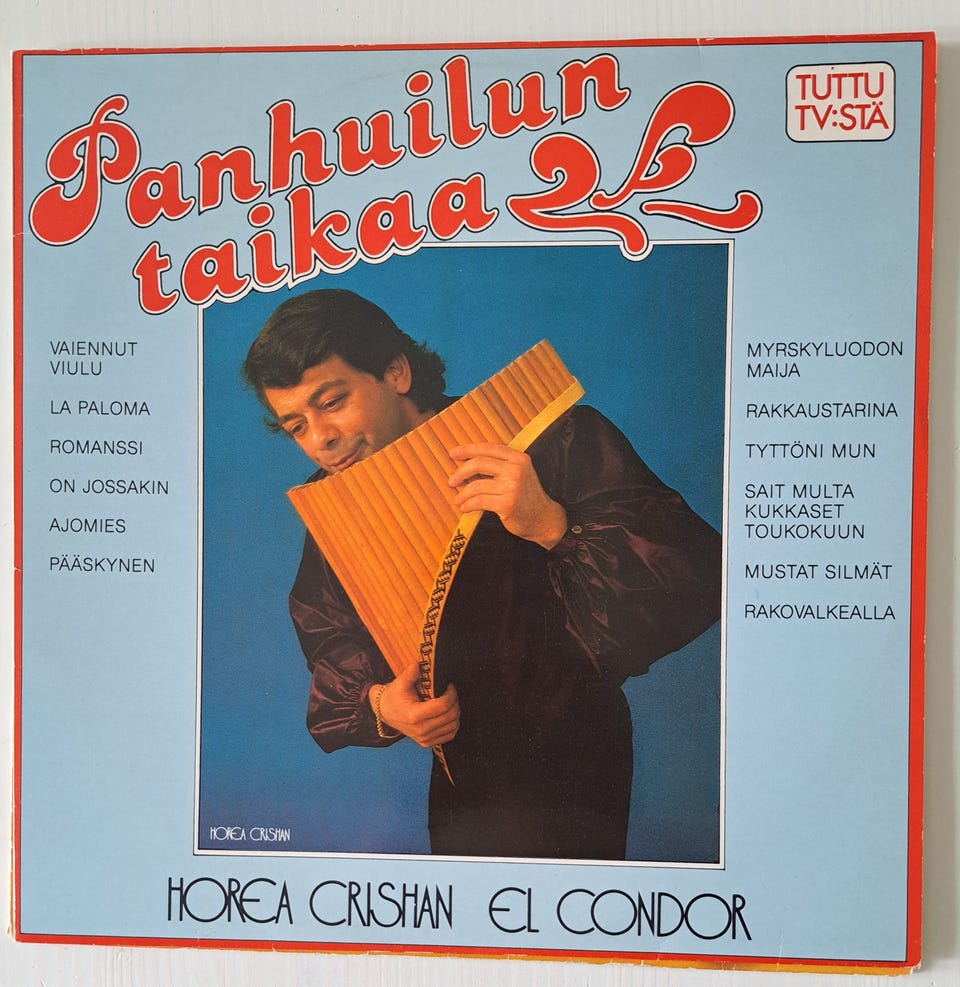 Panhuilun
taikaa
TUTTU
TV:STÄ
VAIENNUT
VIULU
LA PALOMA
ROMANSSI
ON JOSSAKIN
AJOMIES
PÄÄSKYNEN
MYRSKYLUODON
MAIJA
RAKKAUSTARINA
TYTTÖNI MUN
SAIT MULTA
KUKKASET
TOUKOKUUN
MUSTAT SILMÄT
RAKOVALKEALLA
HOREA CRISHAN
HOREA CRISHAN EL CONDOR